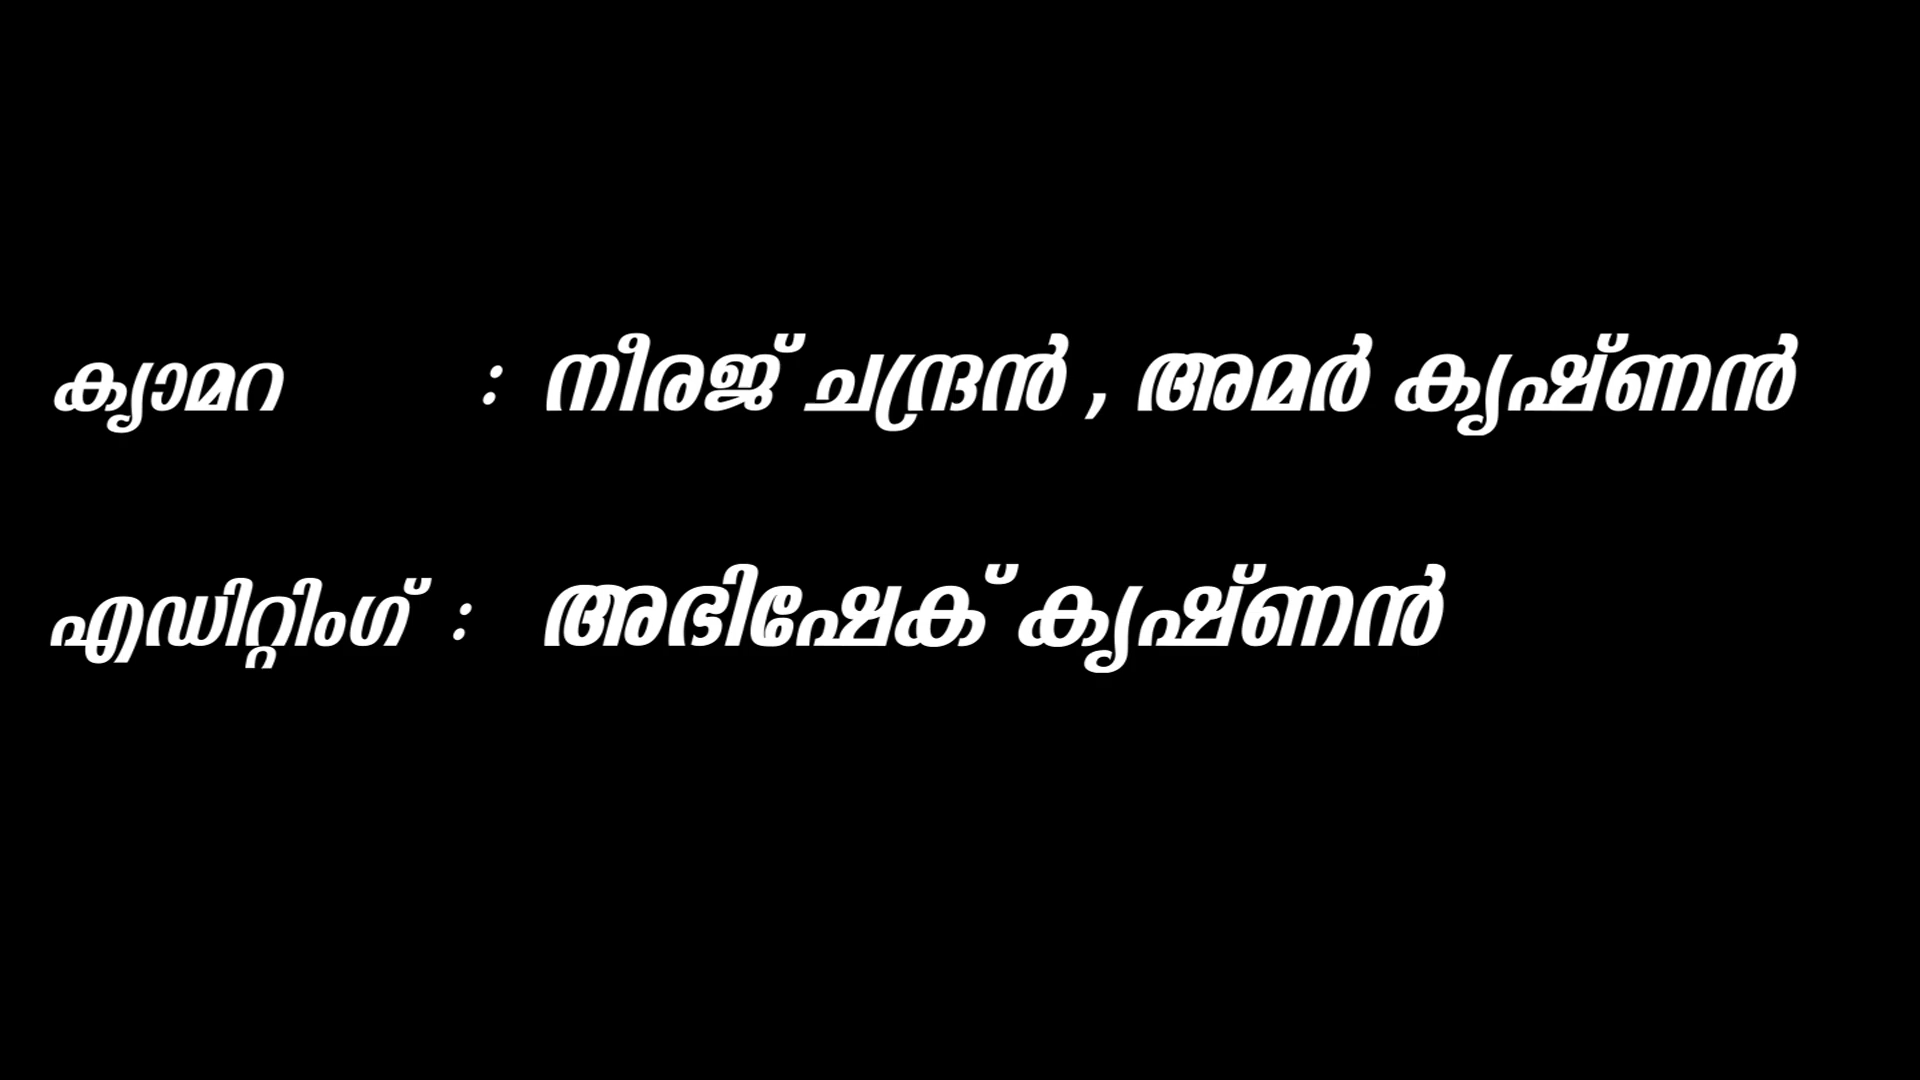 ക്യാമറ : നീരജ് ചന്ദ്രൻ , അമർ കൃഷ്ണൻ
എഡിറ്റിംഗ് : അഭിഷേക് കൃഷ്ണൻ